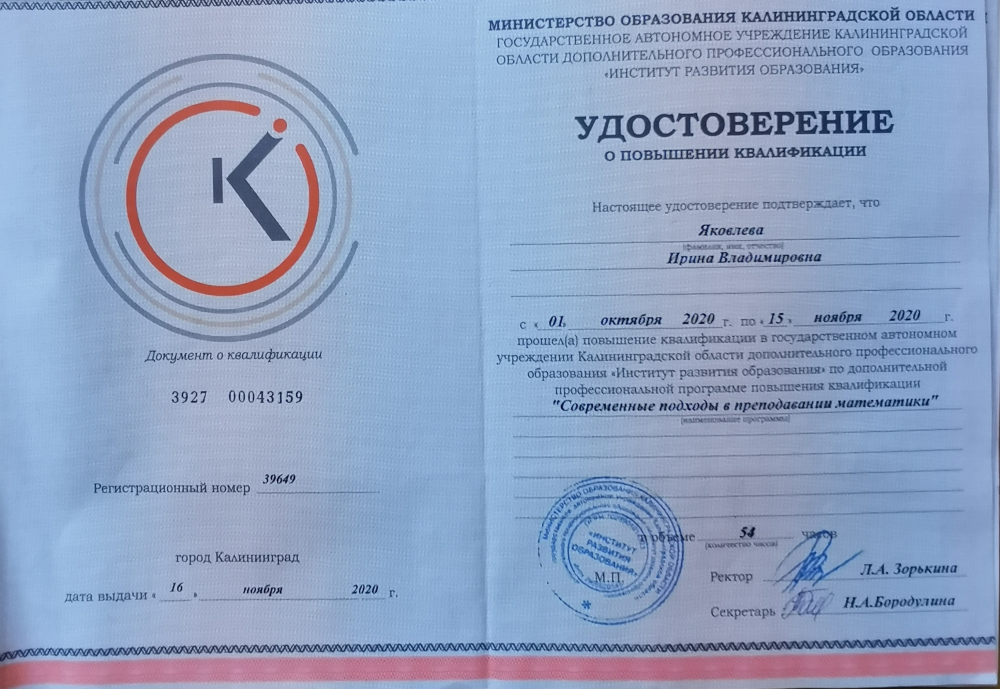 К
Документ о квалификации
3927 00043159
Регистрационный номер 39649
город Калининград
дата выдачи « 16 » ноября 2020 г.
МИНИСТЕРСТВО ОБРАЗОВАНИЯ КАЛИНИНГРАДСКОЙ ОБЛАСТИ
ГОСУДАРСТВЕННОЕ АВТОНОМНОЕ УЧРЕЖДЕНИЕ КАЛИНИНГРАДСКОЙ
ОБЛАСТИ ДОПОЛНИТЕЛЬНОГО ПРОФЕССИОНАЛЬНОГО ОБРАЗОВАНИЯ
«ИНСТИТУТ РАЗВИТИЯ ОБРАЗОВАНИЯ»
УДОСТОВЕРЕНИЕ
О ПОВЫШЕНИИ КВАЛИФИКАЦИИ
Настоящее удостоверение подтверждает, что
Яковлева
(фамилия, имя, отчество)
Ирина Владимировна
с « 01» октября 2020 г. по « 15 » ноября 2020 г.
прошел(а) повышение квалификации в государственном автономном
учреждении Калининградской области дополнительного профессионального
образования «Институт развития образования» по дополнительной
профессиональной программе повышения квалификации
"Современные подходы в преподавании математики"
(наименование программы)
в объеме 54 часов
(количество часов)
«ИНСТИТУТ
РАЗВИТИЯ
ОБРАЗОВАНИЯ»
М.П.
Ректор Л.А. Зорькина
Секретарь Н.А.Бородулина